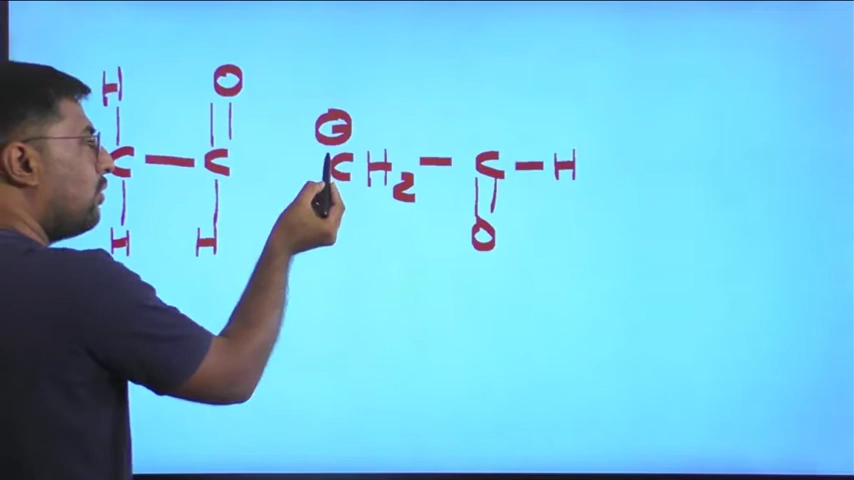 H O
C — C
H H
⊖
CH₂ — C — H
O